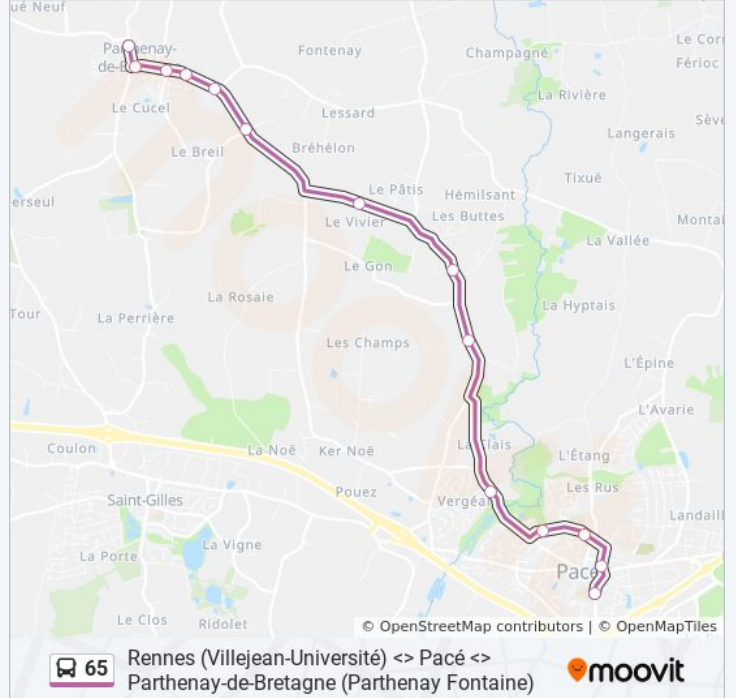 ué Neuf
Parthenay-
de-B
Fontenay
Champagné
Le Corr
Férioc
La Rivière
Le Cucel
Lessard
Sève
Langerais
Le Breil
Bréhélon
Tixuë
erseul
Le Pâtis
Hémilsant
Les Buttes
Le Vivier
Montai
La Vallée
Le Gon
La Rosaie
La Hyptais
Tour
La Perrière
Les Champs
L'Épine
L'Avarie
Coulon
La Noë
Ker Noë
La Clais
L'Étang
Pouez
Les Rus
Saint-Gilles
Vergéa
Landaill
La Vigne
La Porte
Pacé
Le Clos
Ridolet
© OpenStreetMap contributors | © OpenMapTiles
65
Rennes (Villejean-Université) <> Pacé <>
Parthenay-de-Bretagne (Parthenay Fontaine)
moovit